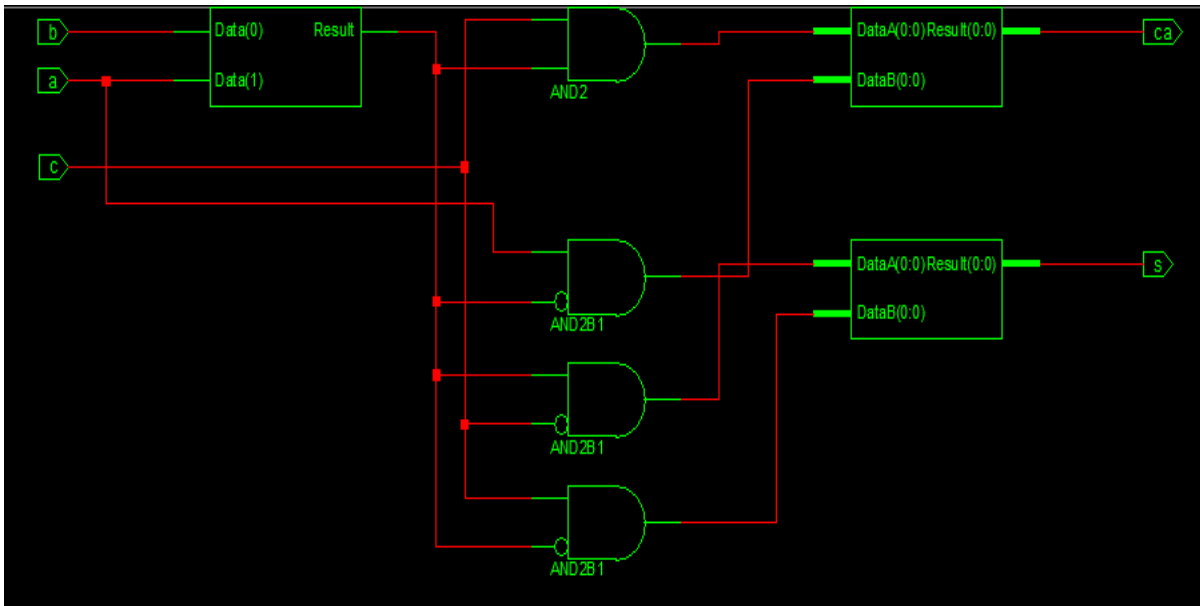 b
Data(0) Result
a
Data(1)
c
AND2
DataA(0:0) Result(0:0)
DataB(0:0)
ca
AND2B1
DataA(0:0) Result(0:0)
DataB(0:0)
s
AND2B1
AND2B1